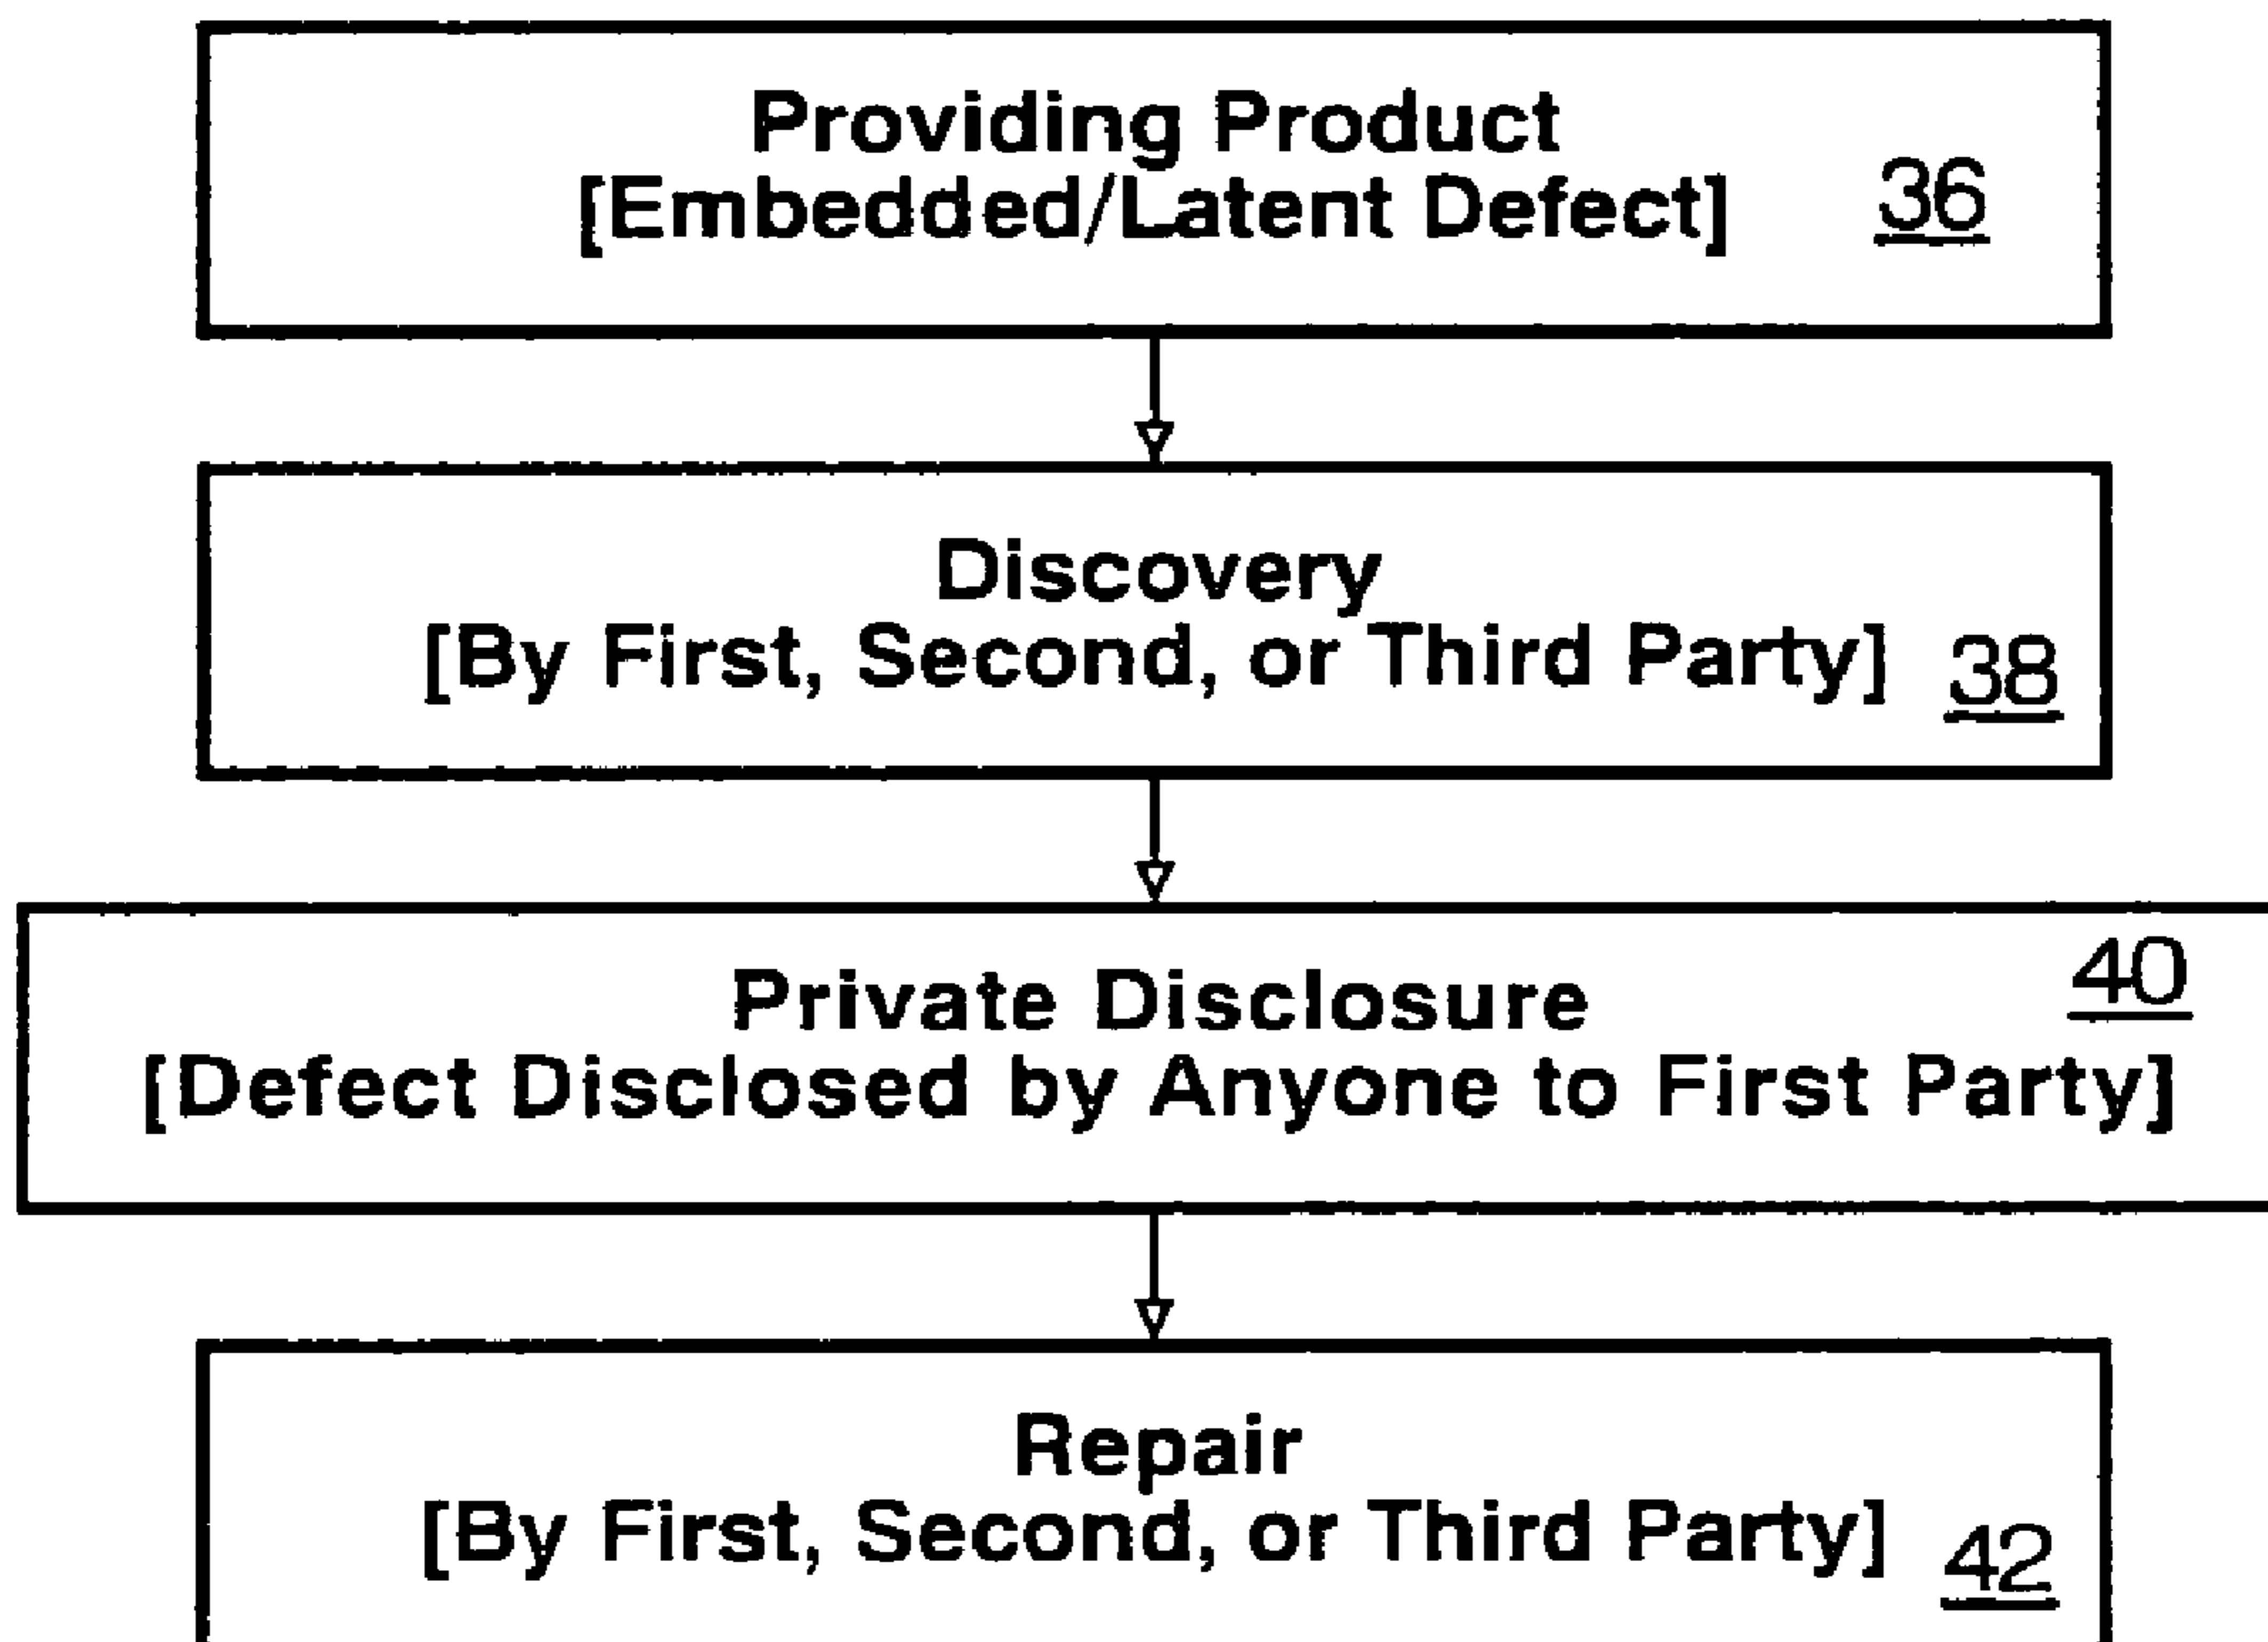 Providing Product
[Embedded/Latent Defect]
36
Discovery
[By First, Second, or Third Party]
38
Private Disclosure
40
[Defect Disclosed by Anyone to First Party]
Repair
[By First, Second, or Third Party]
42